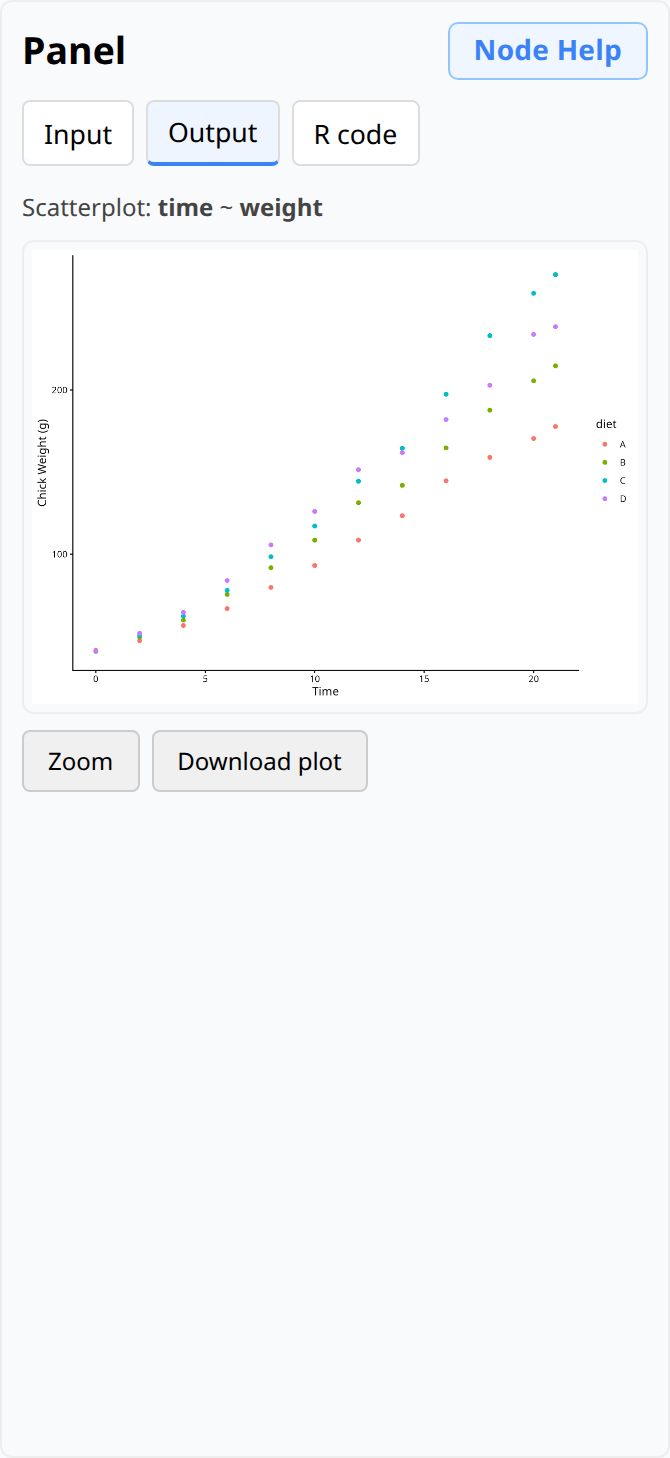 Panel
Node Help
Input
Output
R code
Scatterplot: time ~ weight
200
100
Chick Weight (g)
0
5
10
15
20
Time
diet
A
B
C
D
Zoom
Download plot